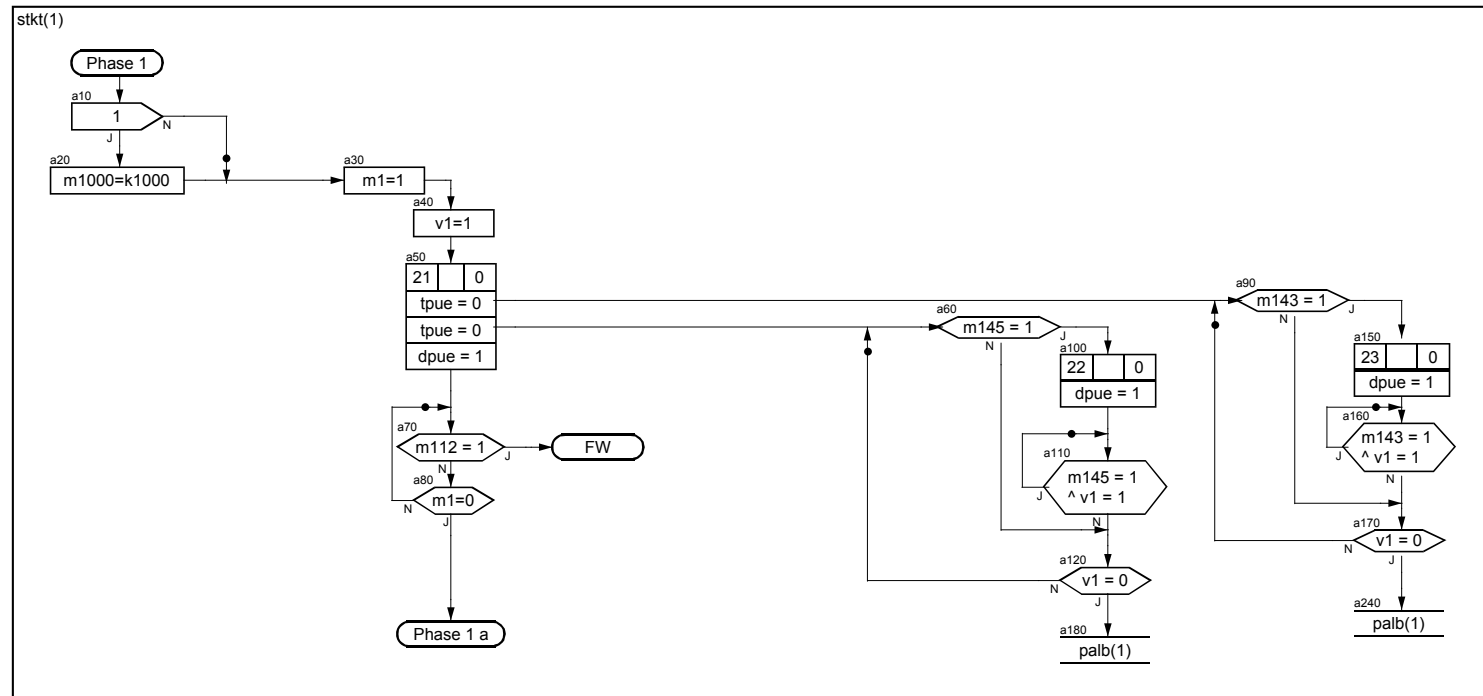 stkt(1)
Phase 1
a10
1
N
J
a20
m1000=k1000
a30
m1=1
a40
v1=1
a50
21 0
tpue = 0
tpue = 0
dpue = 1
a70
m112 = 1
J
N
FW
a80
m1=0
N
J
Phase 1 a
a60
m145 = 1
J
N
a100
22 0
dpue = 1
a110
m145 = 1
^ v1 = 1
J
N
a120
v1 = 0
N
J
a180
palb(1)
a90
m143 = 1
J
N
a150
23 0
dpue = 1
a160
m143 = 1
^ v1 = 1
J
N
a170
v1 = 0
N
J
a240
palb(1)